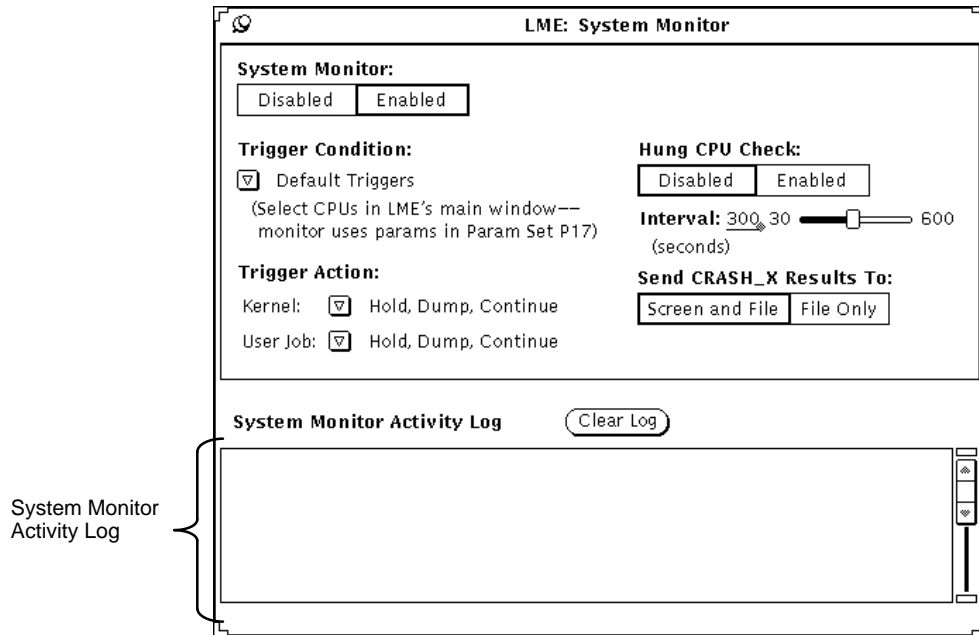 LME: System Monitor
System Monitor:
Disabled Enabled
Trigger Condition:
Default Triggers
(Select CPUs in LME's main window––
monitor uses params in Param Set P17)
Trigger Action:
Kernel: Hold, Dump, Continue
User Job: Hold, Dump, Continue
Hung CPU Check:
Disabled Enabled
Interval: 300 30 600
(seconds)
Send CRASH_X Results To:
Screen and File File Only
System Monitor Activity Log Clear Log
System Monitor
Activity Log